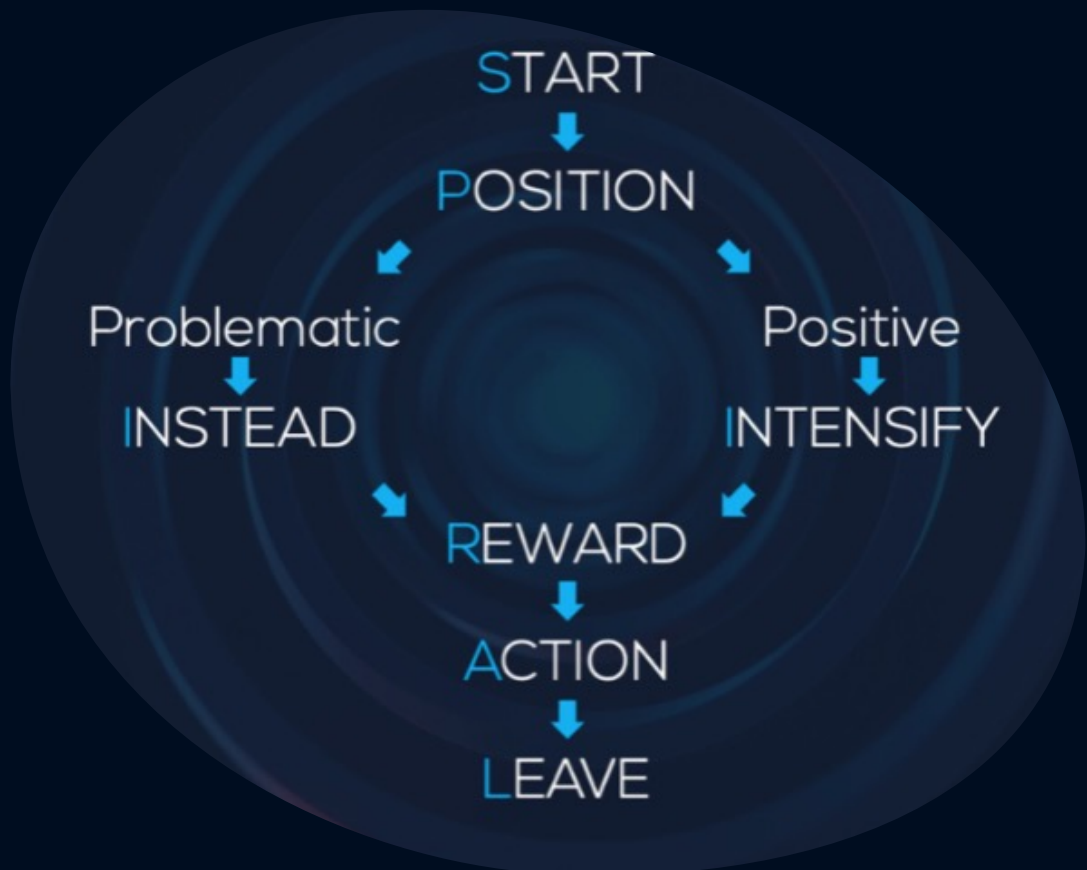 START
POSITION
Problematic Positive
INSTEAD INTENSIFY
REWARD
ACTION
LEAVE